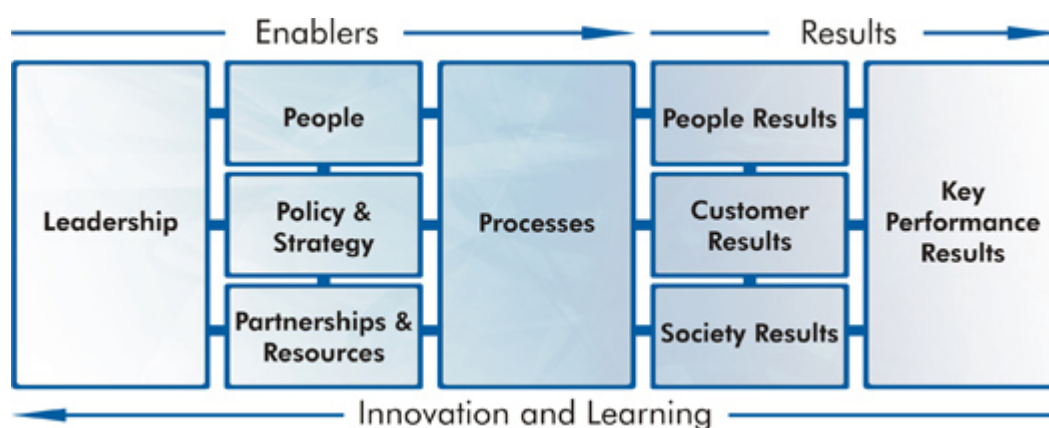 Enablers
Results
Leadership
People
Policy &
Strategy
Partnerships &
Resources
Processes
People Results
Customer
Results
Society Results
Key
Performance
Results
Innovation and Learning